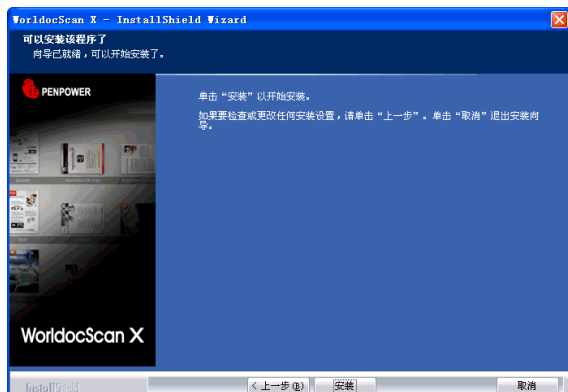 WorldocScan X - InstallShield Wizard
可以安装该程序了
向导已就绪，可以开始安装了。
PENPOWER
单击“安装”以开始安装。
如果要检查或更改任何安装设置，请单击“上一步”。单击“取消”退出安装向
导。
WorldocScan X
InstallShield
< 上一步(B)
安装
取消